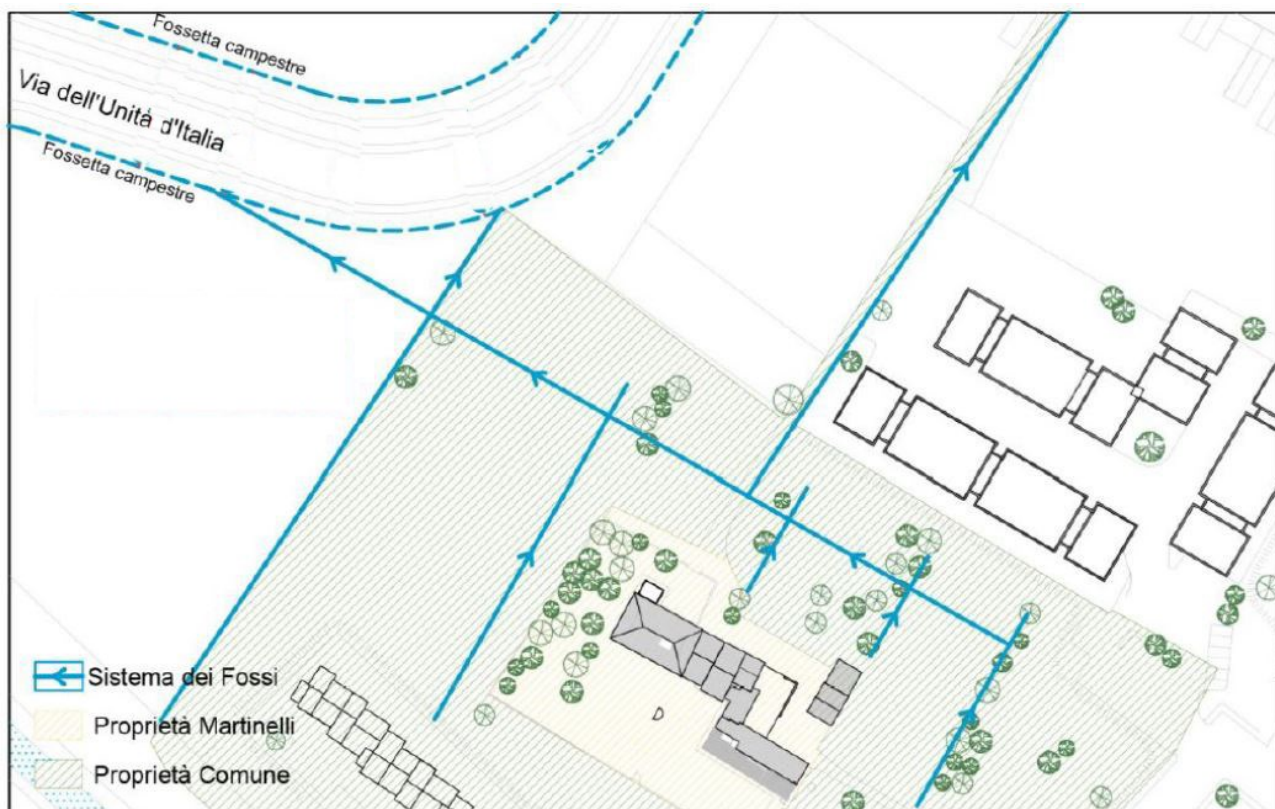 Fossetta campestre
Via dell'Unità d'Italia
Fossetta campestre
Sistema dei Fossi
Proprietà Martinelli
Proprietà Comune